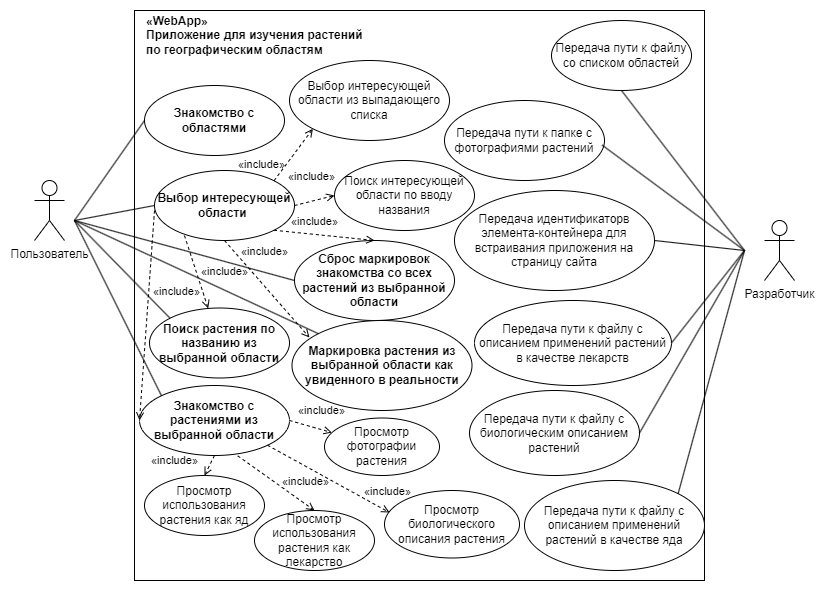 «WebApp»
Приложение для изучения растений
по географическим областям
Передача пути к файлу
со списком областей
Выбор интересующей
области из выпадающего
списка
Знакомство с
областями
Передача пути к папке с
фотографиями растений
«include»
«include»
Поиск интересующей
области по вводу
названия
Выбор интересующей
области
«include»
Передача идентификаторв
элемента-контейнера для
встраивания приложения на
страницу сайта
Пользователь
«include»
Сброс маркировок
знакомства со всех
растений из выбранной
области
«include»
«include»
Разработчик
Поиск растения по
названию из
выбранной области
Маркировка растения из
выбранной области как
увиденного в реальности
Передача пути к файлу с
описанием применений растений
в качестве лекарств
Знакомство с
растениями из
выбранной области
«include»
Просмотр
фотографии
растения
Передача пути к файлу с
биологическим описанием
растений
«include»
«include»
«include»
Просмотр
использования
растения как яд
Просмотр
использования
растения как
лекарство
Просмотр
биологического
описания растения
Передача пути к файлу с
описанием применений
растений в качестве яда